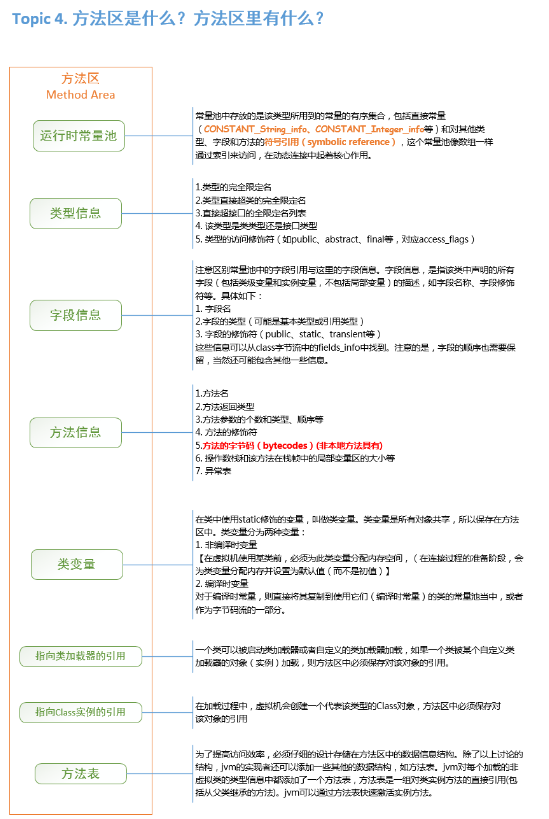 Topic 4. 方法区是什么？方法区里有什么？
方法区
Method Area
运行时常量池
常量池中存放的是该类型所用到的常量的有序集合，包括直接常量
（CONSTANT_String_info、CONSTANT_Integer_info等）和对其他类
型、字段和方法的符号引用（symbolic reference），这个常量池像数组一样
通过索引来访问，在动态连接中起着核心作用。
类型信息
1.类型的完全限定名
2.类型直接超类的完全限定名
3.直接超接口的全限定名列表
4. 该类型是类类型还是接口类型
5. 类型的访问修饰符（如public、abstract、final等，对应access_flags）
字段信息
注意区别常量池中的字段引用与这里的字段信息。字段信息，是指该类中声明的所有
字段（包括类级变量和实例变量，不包括局部变量）的描述，如字段名称、字段修饰
符等。具体如下：
1. 字段名
2.字段的类型（可能是基本类型或引用类型）
3. 字段的修饰符（public、static、transient等）
这些信息可以从class字节流中的fields_info中找到。注意的是，字段的顺序也需要保
留，当然还可能包含其他一些信息。
方法信息
1.方法名
2.方法返回类型
3.方法参数的个数和类型、顺序等
4. 方法的修饰符
5.方法的字节码（bytecodes）(非本地方法具有)
6. 操作数栈和该方法在栈帧中的局部变量区的大小等
7. 异常表
类变量
在类中使用static修饰的变量，叫做类变量。类变量是所有对象共享，所以保存在方法
区中。类变量分为两种变量：
1. 非编译时变量
【在虚拟机使用某类前，必须为此类变量分配内存空间，（在连接过程的准备阶段，会
为类变量分配内存并设置为默认值（而不是初值）】
2. 编译时变量
对于编译时常量，则直接将其复制到使用它们（编译时常量）的类的常量池当中，或者
作为字节码流的一部分。
指向类加载器的引用
一个类可以被启动类加载器或者自定义的类加载器加载，如果一个类被某个自定义类
加载器的对象（实例）加载，则方法区中必须保存对该对象的引用。
指向Class实例的引用
在加载过程中，虚拟机会创建一个代表该类型的Class对象，方法区中必须保存对
该对象的引用
方法表
为了提高访问效率，必须仔细的设计存储在方法区中的数据信息结构。除了以上讨论的
结构，jvm的实现者还可以添加一些其他的数据结构，如方法表。jvm对每个加载的非
虚拟类的类型信息中都添加了一个方法表，方法表是一组对类实例方法的直接引用(包
括从父类继承的方法)。jvm可以通过方法表快速激活实例方法。